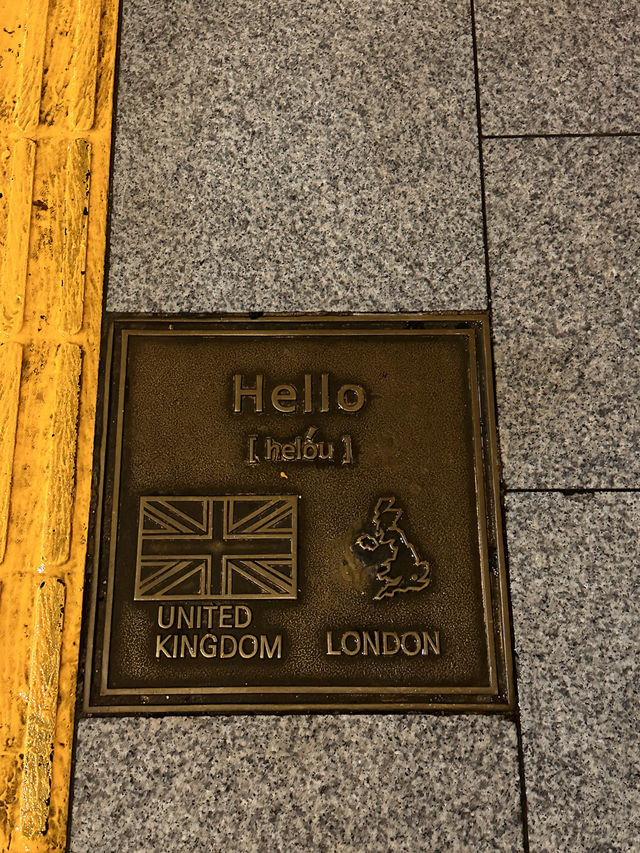 Hello
[ helóu ]
UNITED
KINGDOM
LONDON